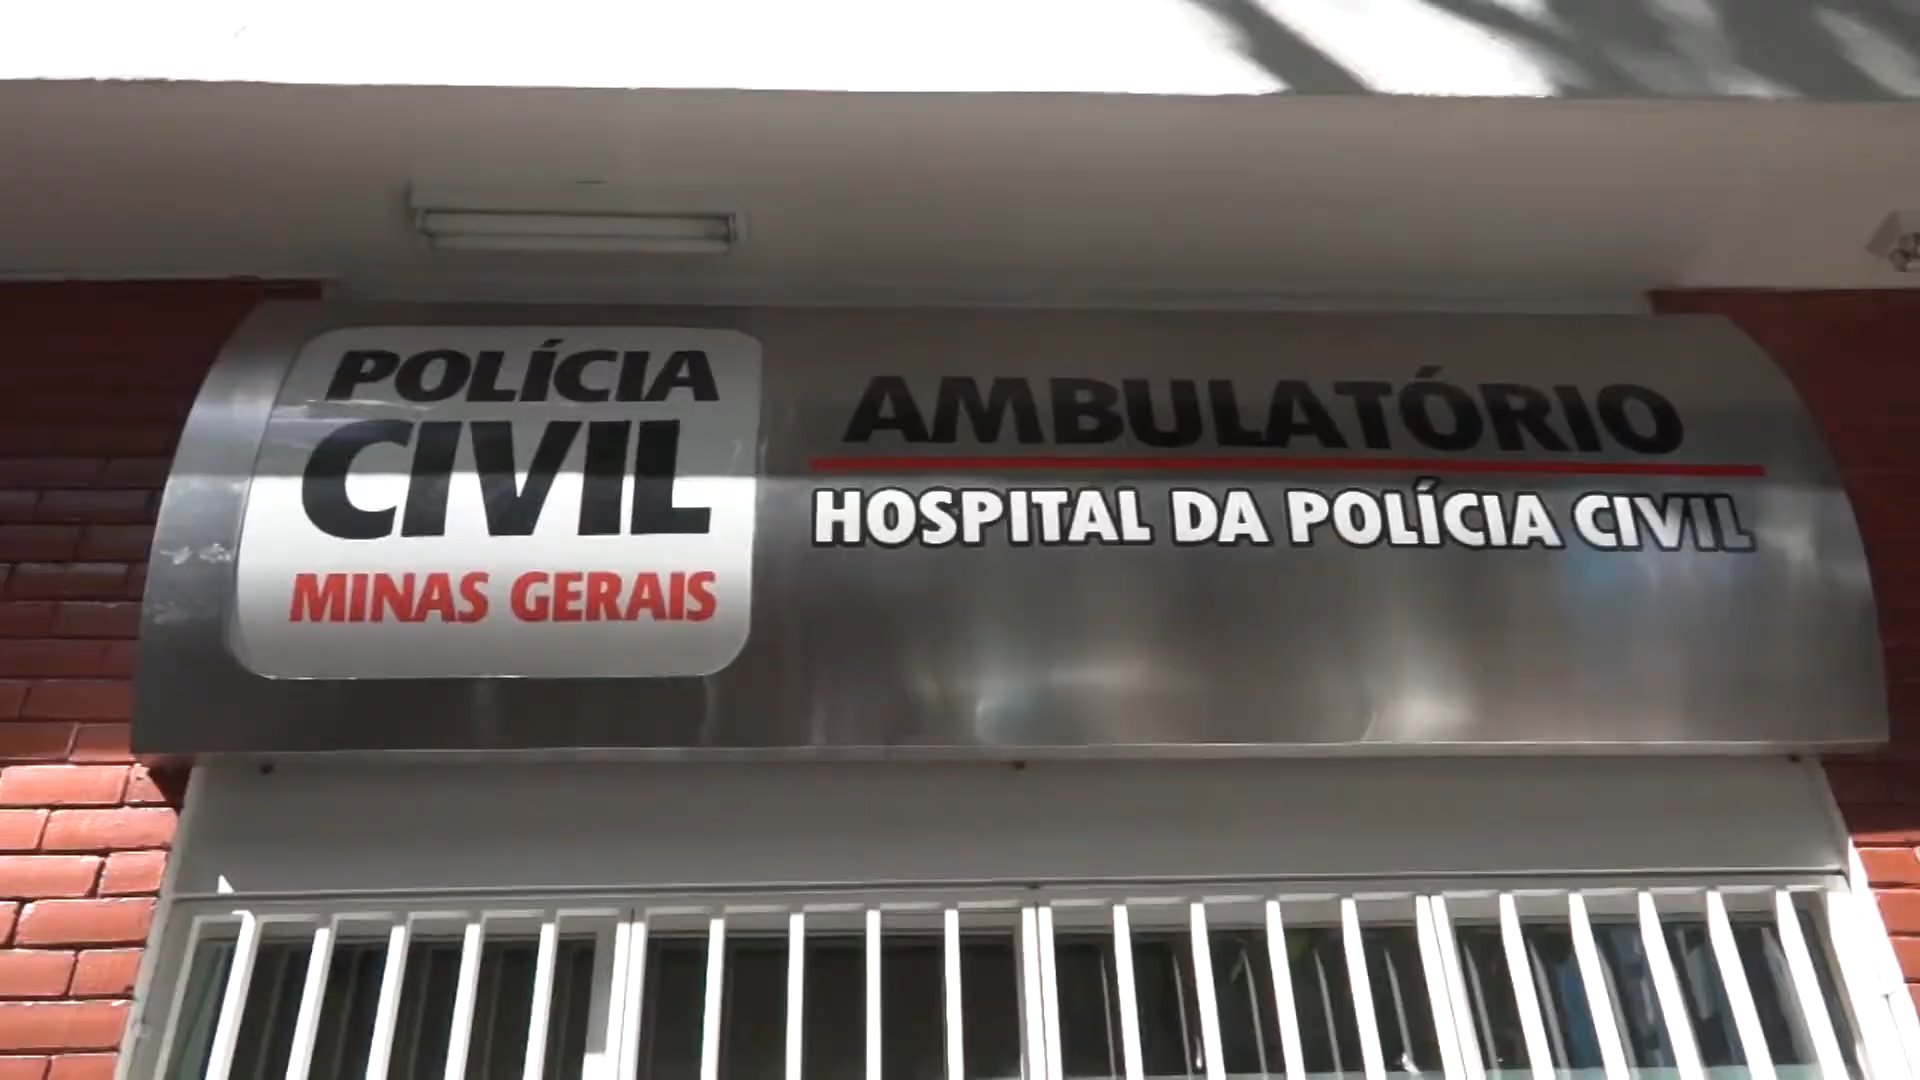 POLÍCIA
CIVIL
MINAS GERAIS
AMBULATÓRIO
HOSPITAL DA POLÍCIA CIVIL